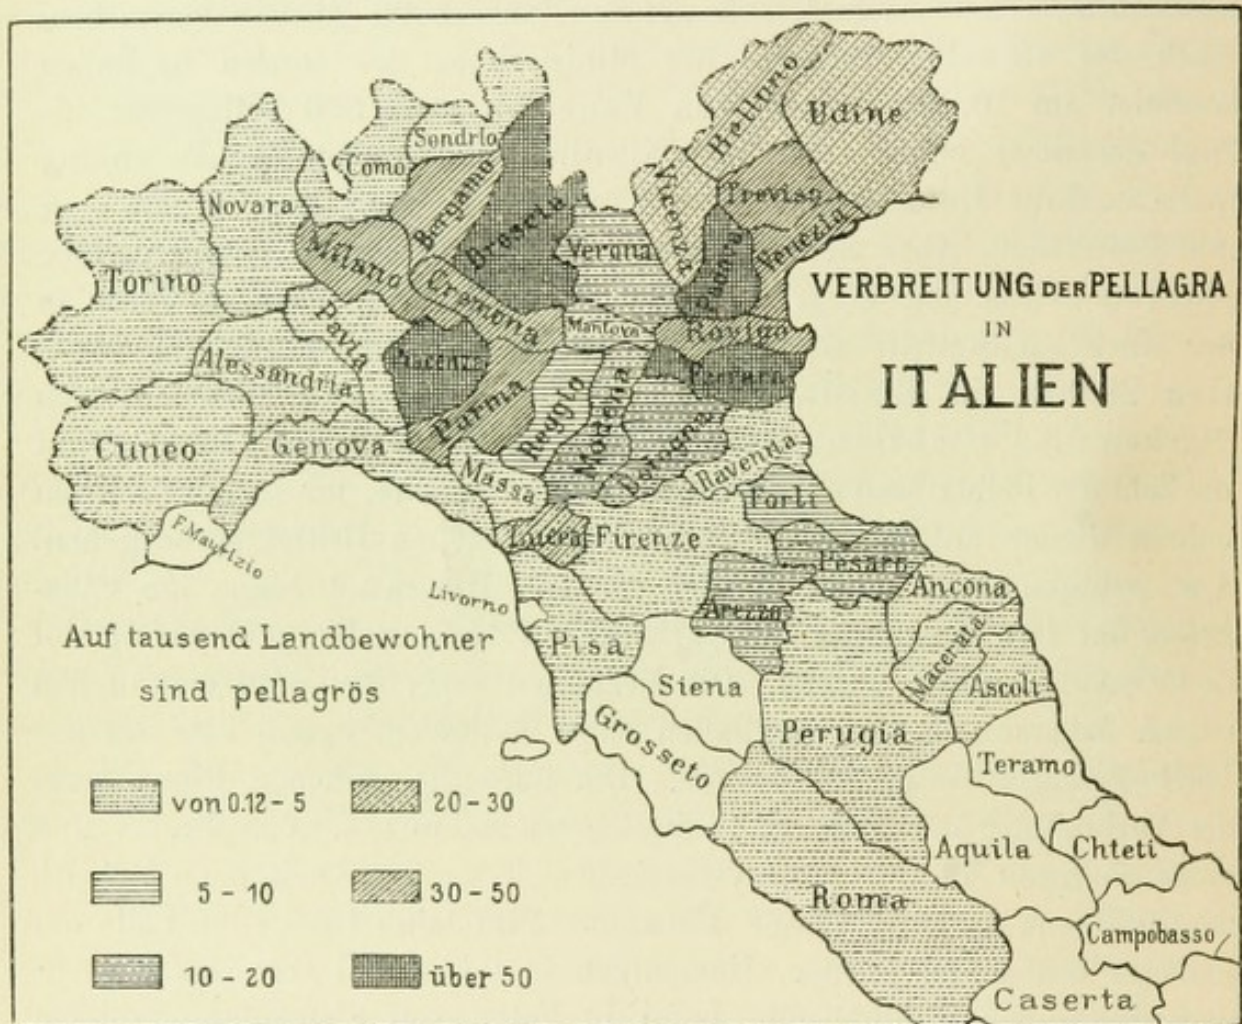 VERBREITUNG DER PELLAGRA
IN
ITALIEN
Belluno
Udine
Sondrio
Como
Bergamo
Brescia
Novara
Vicenza
Treviso
Milano
Verona
Padova
Venezia
Torino
Cremona
Pavia
Mantova
Rovigo
Alessandria
Piacenza
Parma
Reggio
Modena
Ferrara
Cuneo
Genova
Massa
Bologna
Ravenna
Forli
F.Maurizio
Lucca
Firenze
Pesaro
Ancona
Livorno
Arezzo
Pisa
Macerata
Siena
Ascoli
Grosseto
Perugia
Teramo
Aquila
Chteti
Roma
Campobasso
Caserta
Auf tausend Landbewohner
sind pellagrös
von 0.12 - 5
20 - 30
5 - 10
30 - 50
10 - 20
über 50